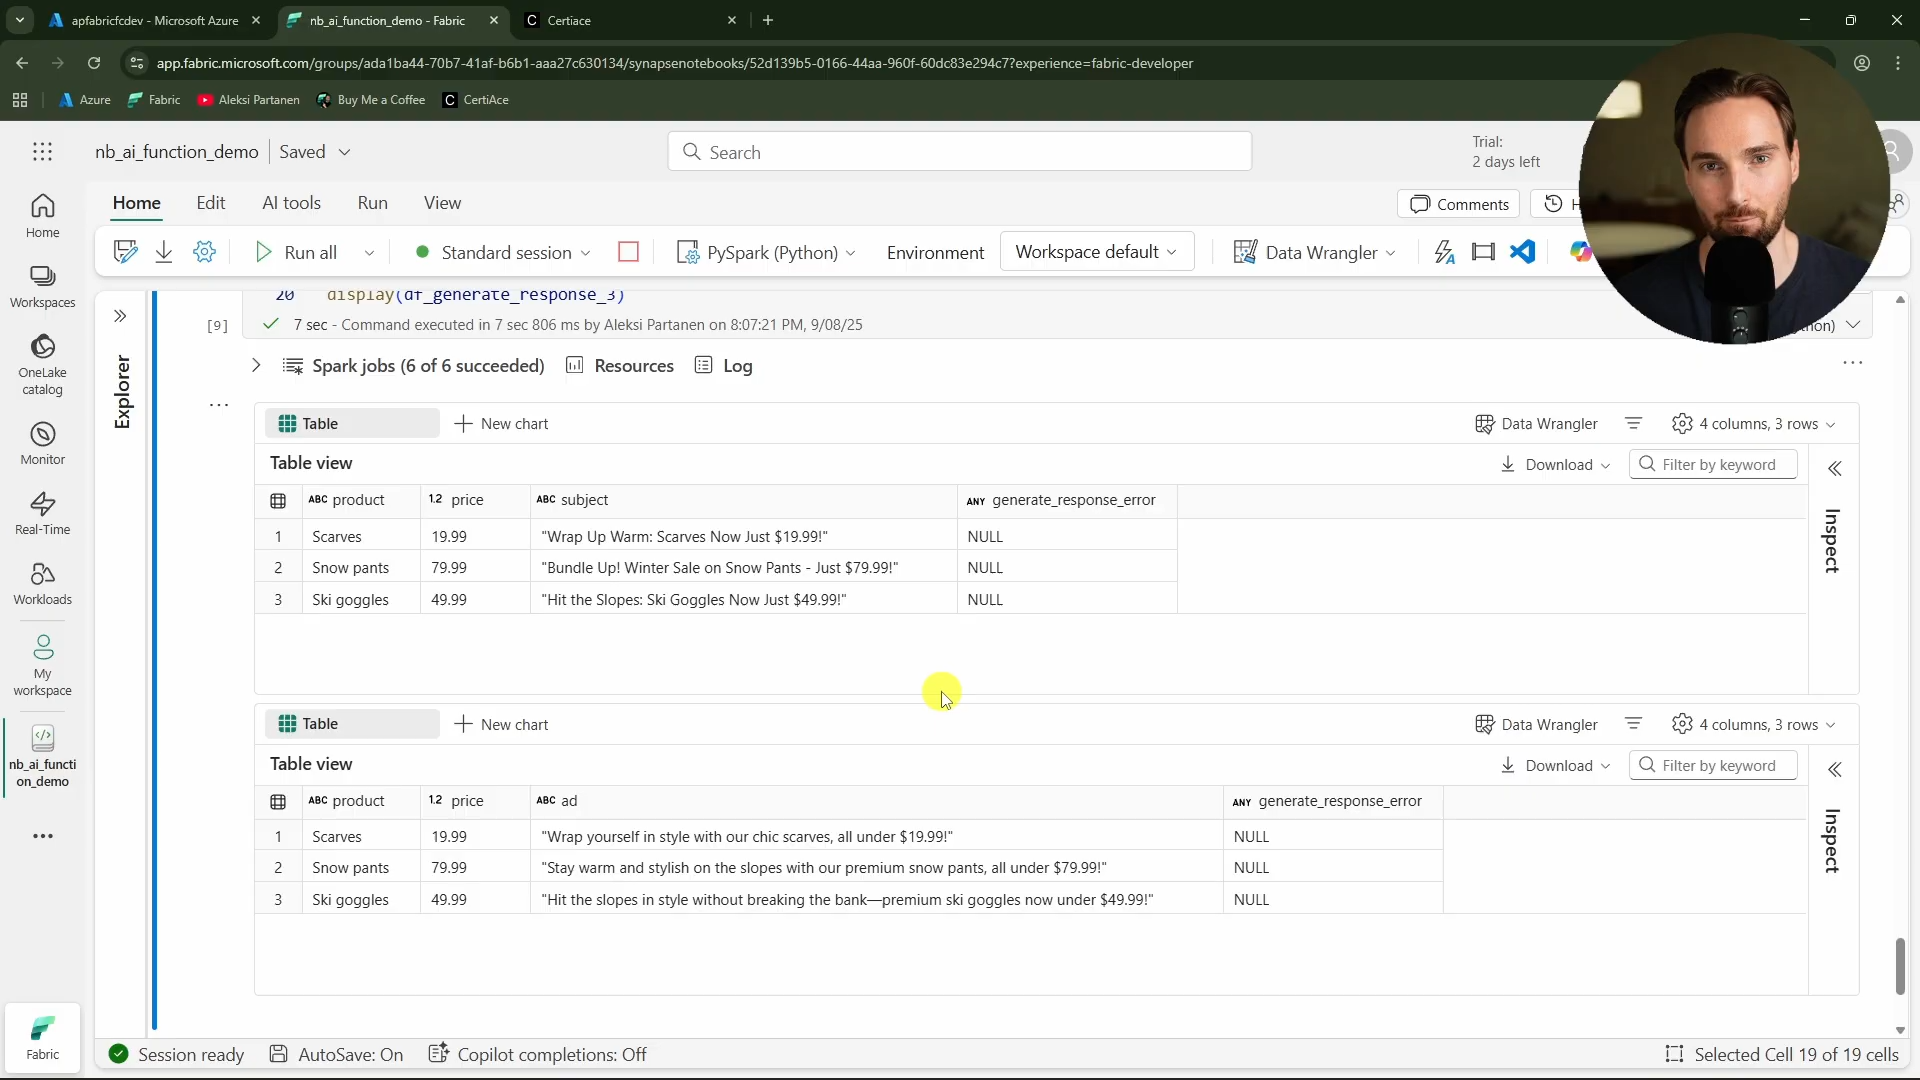 apfabricfcdev - Microsoft Azure
nb_ai_function_demo - Fabric
C Certiace
app.fabric.microsoft.com/groups/ada1ba44-70b7-41af-b6b1-aaa27c630134/synapsenotebooks/52d139b5-0166-44aa-960f-60dc83e294c7?experience=fabric-developer
Azure
Fabric
Aleksi Partanen
Buy Me a Coffee
C CertiAce
nb_ai_function_demo
Saved
Search
Trial:
2 days left
Home
Edit
AI tools
Run
View
Comments
H
Run all
Standard session
PySpark (Python)
Environment
Workspace default
Data Wrangler
Home
Workspaces
OneLake
catalog
Monitor
Real-Time
Workloads
My
workspace
nb_ai_functi
on_demo
Fabric
Explorer
20 display(df_generate_response_3)
[9]
7 sec - Command executed in 7 sec 806 ms by Aleksi Partanen on 8:07:21 PM, 9/08/25
Spark jobs (6 of 6 succeeded)
Resources
Log
Table
New chart
Data Wrangler
4 columns, 3 rows
Table view
Download
Filter by keyword
ABC product 1.2 price ABC subject ANY generate_response_error
1 Scarves 19.99 "Wrap Up Warm: Scarves Now Just $19.99!" NULL
2 Snow pants 79.99 "Bundle Up! Winter Sale on Snow Pants - Just $79.99!" NULL
3 Ski goggles 49.99 "Hit the Slopes: Ski Goggles Now Just $49.99!" NULL
Inspect
Table
New chart
Data Wrangler
4 columns, 3 rows
Table view
Download
Filter by keyword
ABC product 1.2 price ABC ad ANY generate_response_error
1 Scarves 19.99 "Wrap yourself in style with our chic scarves, all under $19.99!" NULL
2 Snow pants 79.99 "Stay warm and stylish on the slopes with our premium snow pants, all under $79.99!" NULL
3 Ski goggles 49.99 "Hit the slopes in style without breaking the bank—premium ski goggles now under $49.99!" NULL
Inspect
Session ready
AutoSave: On
Copilot completions: Off
Selected Cell 19 of 19 cells